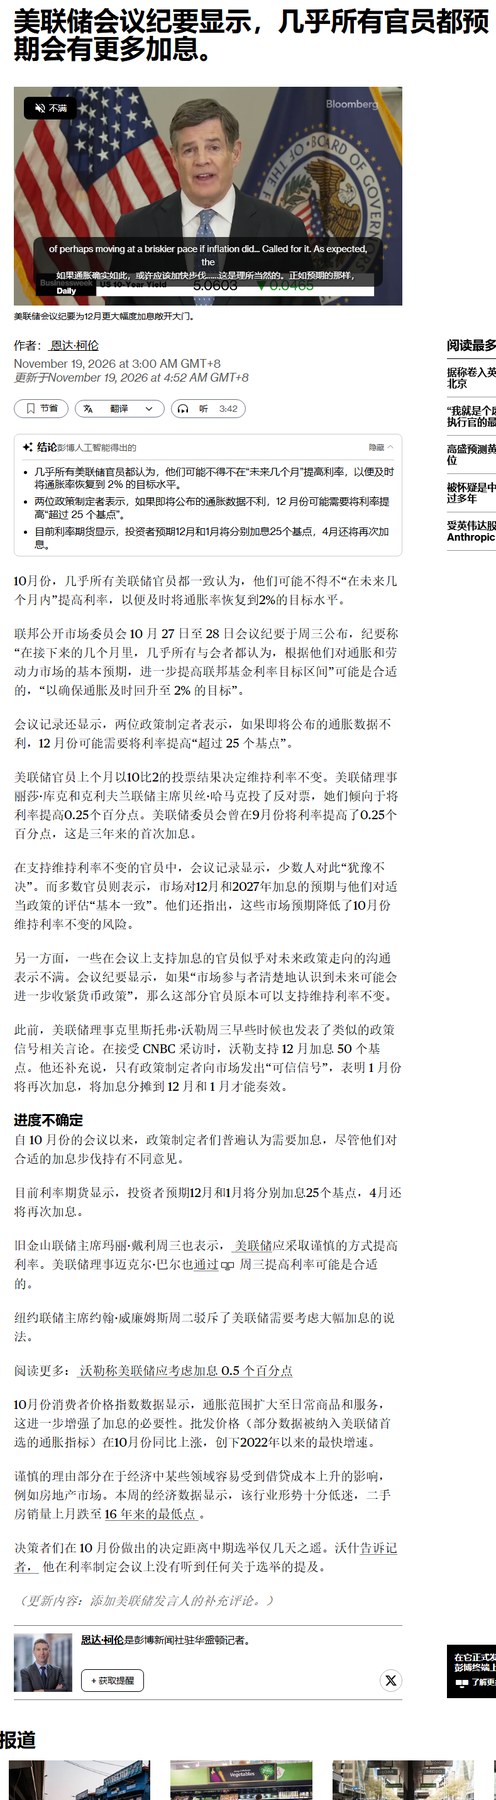 美联储会议纪要显示，几乎所有官员都预
期会有更多加息。
不满
Bloomberg
of perhaps moving at a briskier pace if inflation did... Called for it. As expected,
the
如果通胀确实如此，或许应该加快步伐……这是理所当然的。正如预期的那样，
Businessweek
Daily
US 10-Year Yield
5.0603
▼0.0465
美联储会议纪要为12月更大幅度加息敞开大门。
作者： 恩达·柯伦
November 19, 2026 at 3:00 AM GMT+8
更新于November 19, 2026 at 4:52 AM GMT+8
节省
翻译
听 3:42
结论彭博人工智能得出的
隐藏
几乎所有美联储官员都认为，他们可能不得不在“未来几个月”提高利率，以便及时
将通胀率恢复到 2% 的目标水平。
两位政策制定者表示，如果即将公布的通胀数据不利，12 月份可能需要将利率提
高“超过 25 个基点”。
目前利率期货显示，投资者预期12月和1月将分别加息25个基点，4月还将再次加
息。
10月份，几乎所有美联储官员都一致认为，他们可能不得不“在未来几
个月内”提高利率，以便及时将通胀率恢复到2%的目标水平。
联邦公开市场委员会 10 月 27 日至 28 日会议纪要于周三公布，纪要称
“在接下来的几个月里，几乎所有与会者都认为，根据他们对通胀和劳
动力市场的基本预期，进一步提高联邦基金利率目标区间”可能是合适
的，“以确保通胀及时回升至 2% 的目标”。
会议记录还显示，两位政策制定者表示，如果即将公布的通胀数据不
利，12 月份可能需要将利率提高“超过 25 个基点”。
美联储官员上个月以10比2的投票结果决定维持利率不变。美联储理事
丽莎·库克和克利夫兰联储主席贝丝·哈马克投了反对票，她们倾向于将
利率提高0.25个百分点。美联储委员会曾在9月份将利率提高了0.25个
百分点，这是三年来的首次加息。
在支持维持利率不变的官员中，会议记录显示，少数人对此“犹豫不
决”。而多数官员则表示，市场对12月和2027年加息的预期与他们对适
当政策的评估“基本一致”。他们还指出，这些市场预期降低了10月份
维持利率不变的风险。
另一方面，一些在会议上支持加息的官员似乎对未来政策走向的沟通
表示不满。会议纪要显示，如果“市场参与者清楚地认识到未来可能会
进一步收紧货币政策”，那么这部分官员原本可以支持维持利率不变。
此前，美联储理事克里斯托弗·沃勒周三早些时候也发表了类似的政策
信号相关言论。在接受 CNBC 采访时，沃勒支持 12 月加息 50 个基
点。他还补充说，只有政策制定者向市场发出“可信信号”，表明 1 月份
将再次加息，将加息分摊到 12 月和 1 月才能奏效。
进度不确定
自 10 月份的会议以来，政策制定者们普遍认为需要加息，尽管他们对
合适的加息步伐持有不同意见。
目前利率期货显示，投资者预期12月和1月将分别加息25个基点，4月还
将再次加息。
旧金山联储主席玛丽·戴利周三也表示， 美联储应采取谨慎的方式提高
利率。美联储理事迈克尔·巴尔也通过 周三提高利率可能是合适
的。
纽约联储主席约翰·威廉姆斯周二驳斥了美联储需要考虑大幅加息的说
法。
阅读更多： 沃勒称美联储应考虑加息 0.5 个百分点
10月份消费者价格指数数据显示，通胀范围扩大至日常商品和服务，
这进一步增强了加息的必要性。批发价格（部分数据被纳入美联储首
选的通胀指标）在10月份同比上涨，创下2022年以来的最快增速。
谨慎的理由部分在于经济中某些领域容易受到借贷成本上升的影响，
例如房地产市场。本周的经济数据显示，该行业形势十分低迷，二手
房销量上月跌至 16 年来的最低点 。
决策者们在 10 月份做出的决定距离中期选举仅几天之遥。沃什告诉记
者， 他在利率制定会议上没有听到任何关于选举的提及。
（更新内容：添加美联储发言人的补充评论。）
恩达·柯伦是彭博新闻社驻华盛顿记者。
+ 获取提醒
阅读最多
据称卷入英
北京
“我就是个虚
执行官的最
高盛预测黄
位
被怀疑是中
过多年
受英伟达股
Anthropic
在它正式发
彭博终端上
了解更
报道
Vegetables